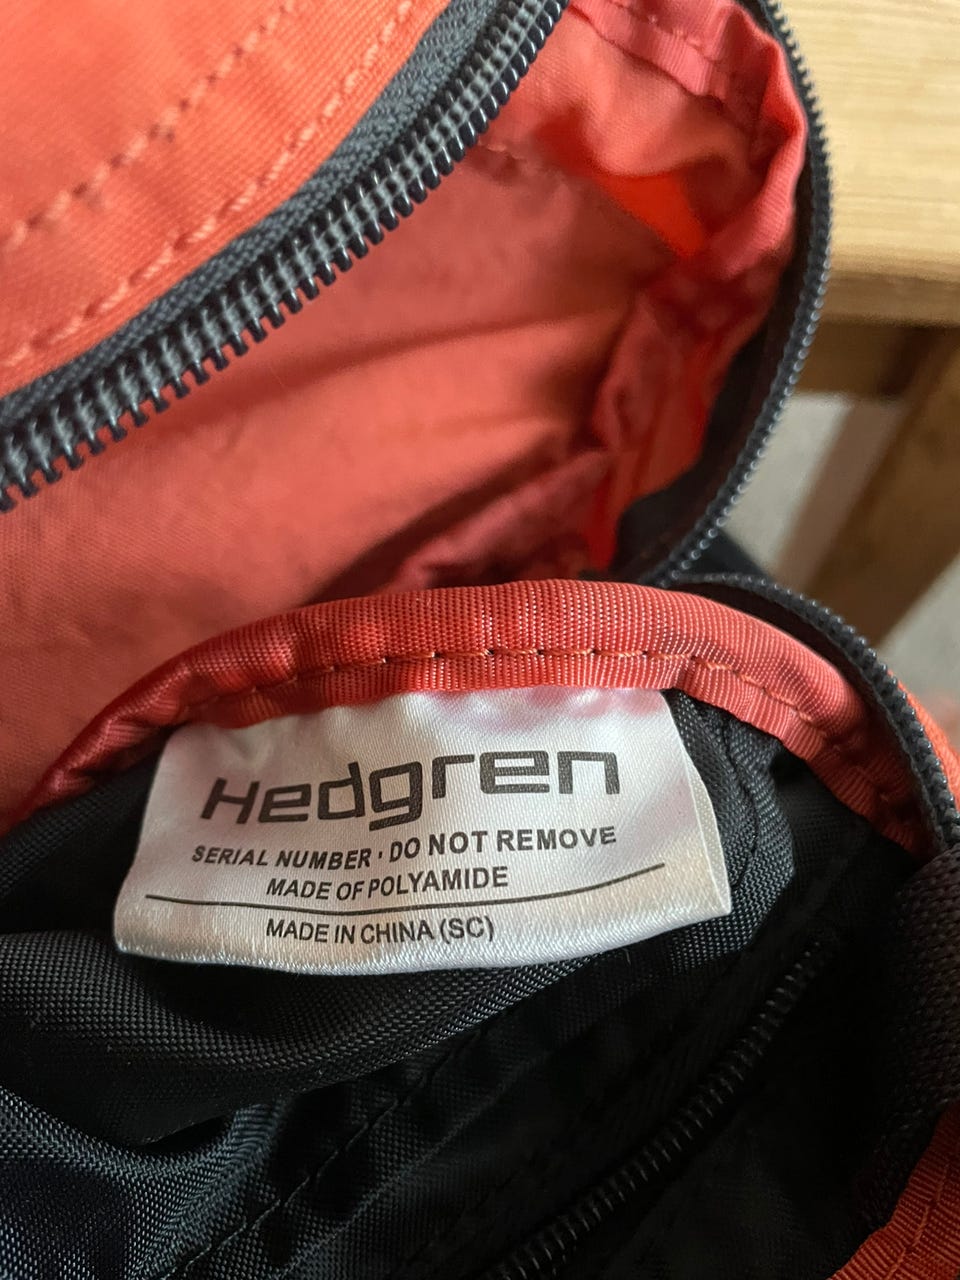 Hedgren
SERIAL NUMBER · DO NOT REMOVE
MADE OF POLYAMIDE
MADE IN CHINA (SC)